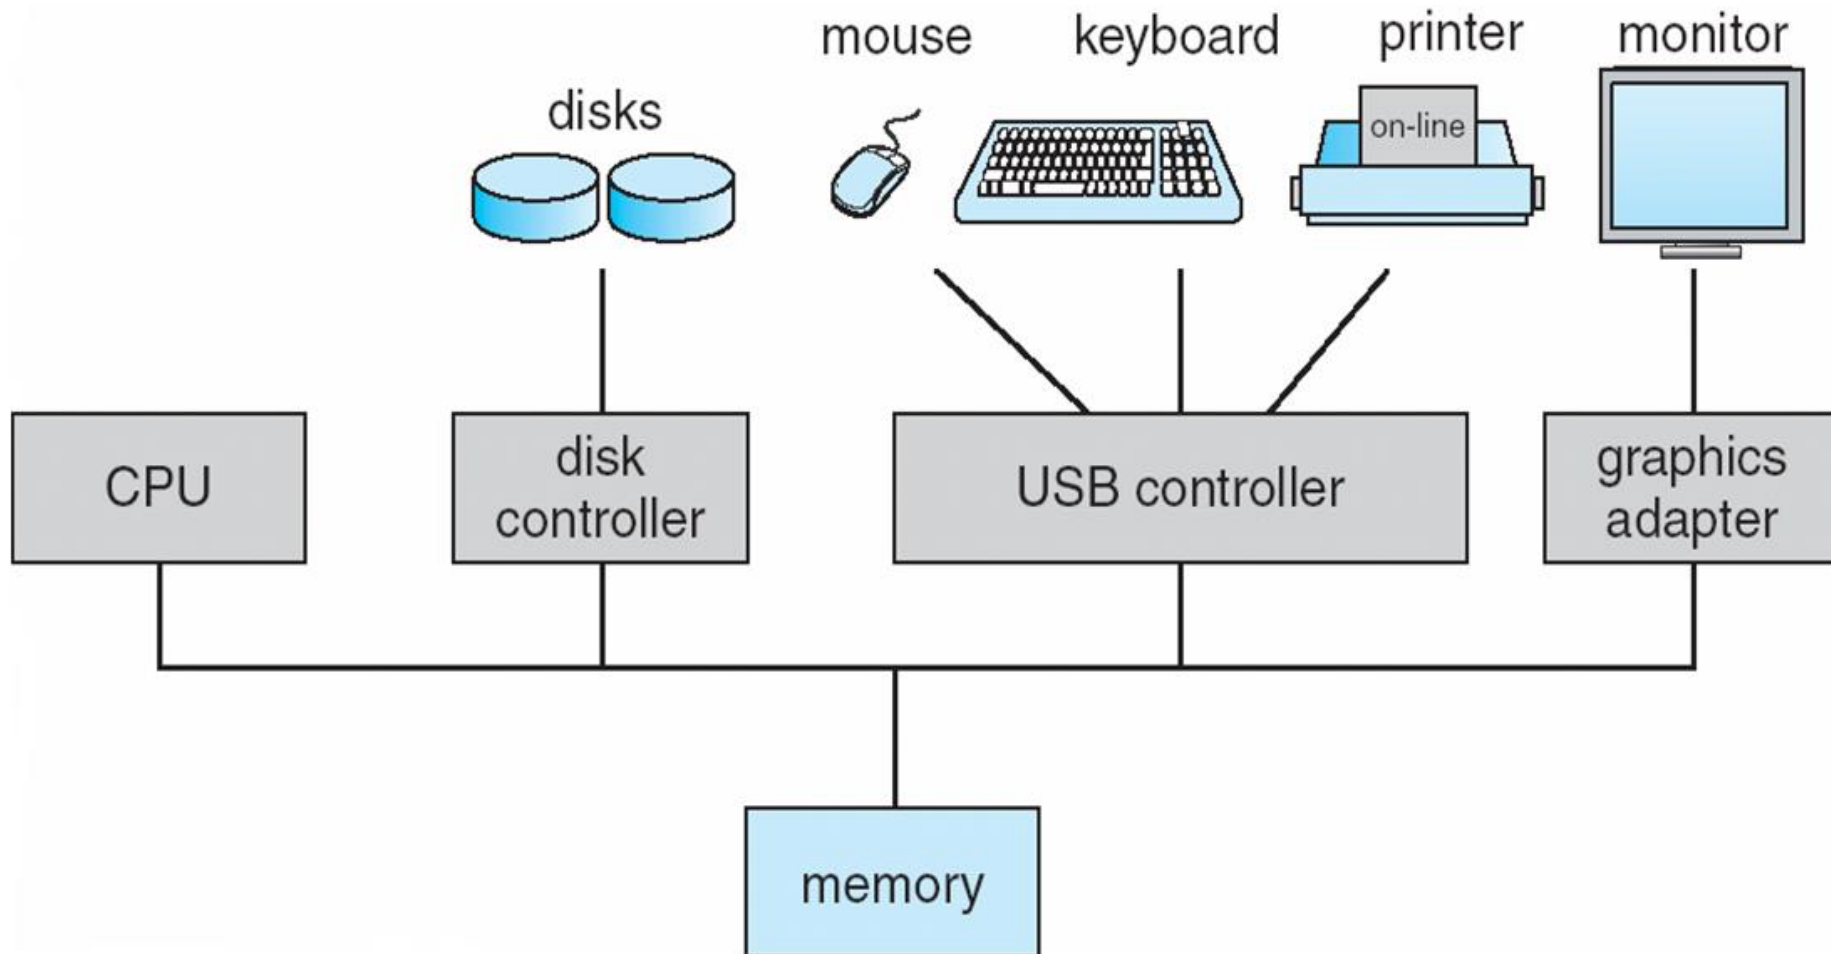 mouse
keyboard
printer
monitor
disks
on-line
CPU
disk
controller
USB controller
graphics
adapter
memory